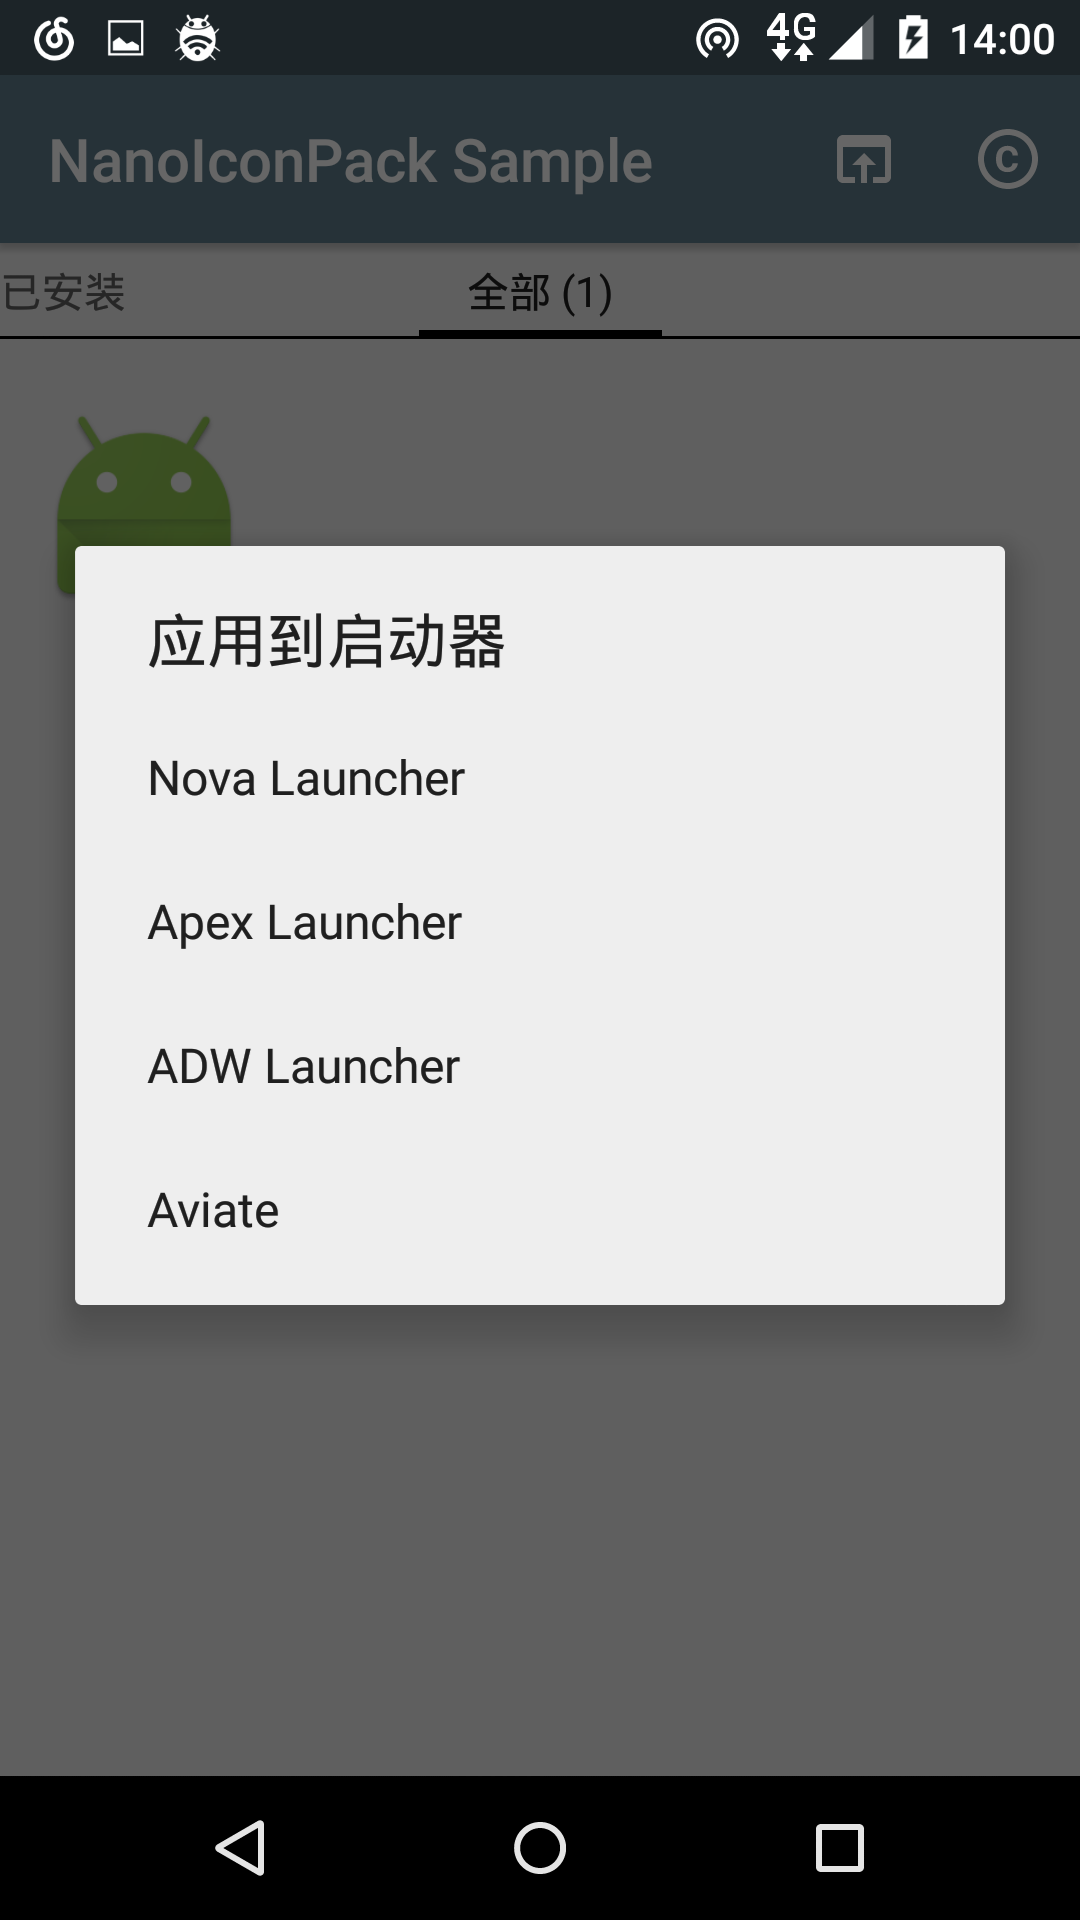 4G 14:00
NanoIconPack Sample
已安装 全部 (1)
应用到启动器
Nova Launcher
Apex Launcher
ADW Launcher
Aviate